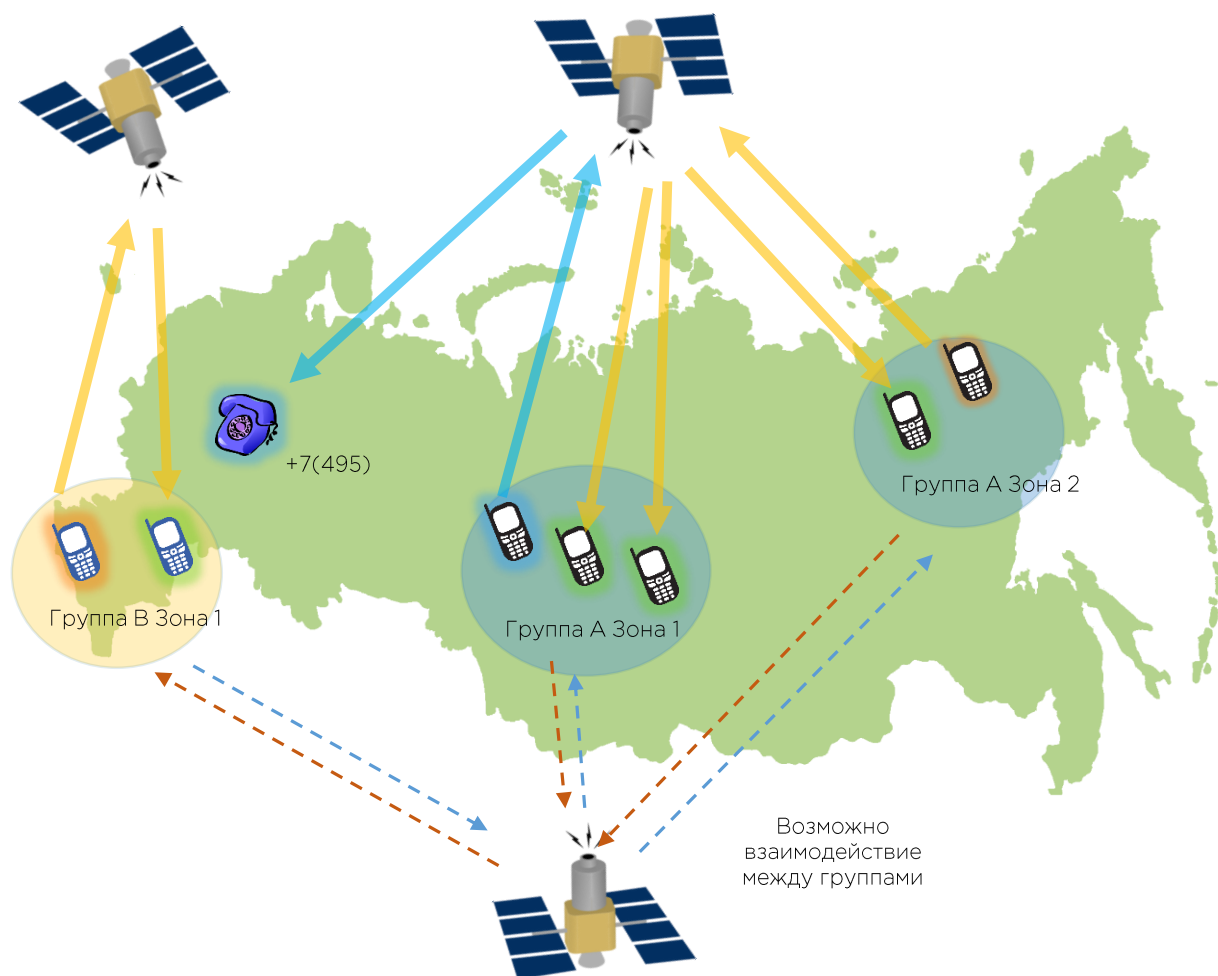 +7(495)
Группа А Зона 2
Группа В Зона 1
Группа А Зона 1
Возможно
взаимодействие
между группами